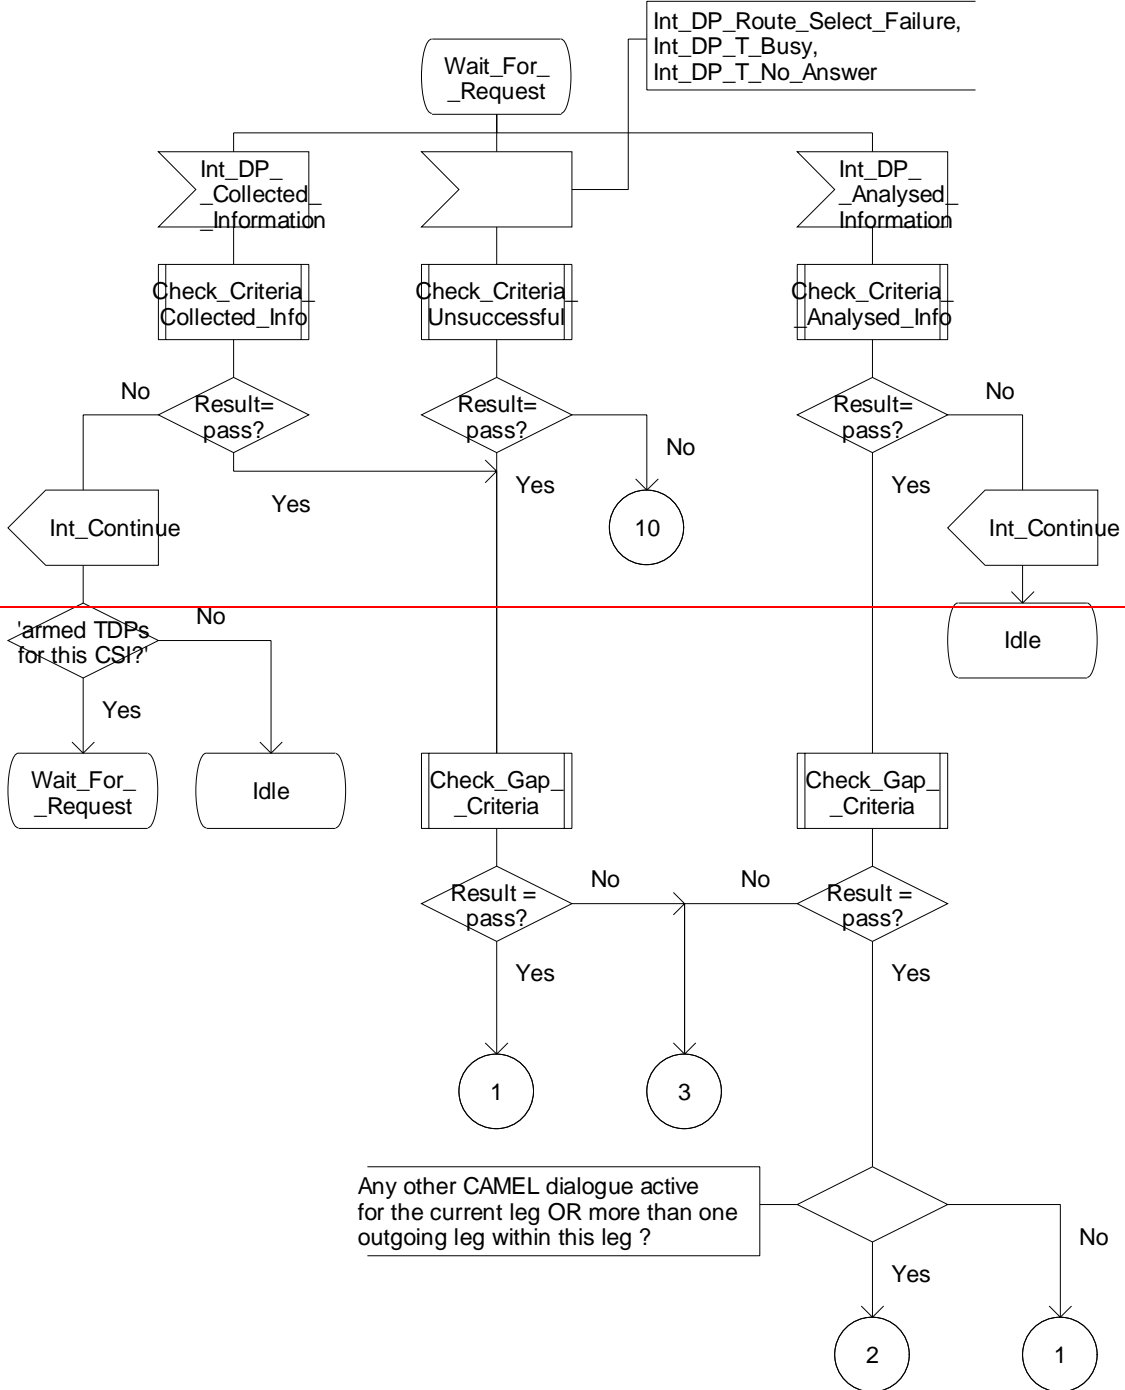 Int_DP_Route_Select_Failure,
Int_DP_T_Busy,
Int_DP_T_No_Answer
Wait_For_
_Request
Int_DP_
_Collected_
_Information
Int_DP_
_Analysed_
Information
Check_Criteria_
Collected_Info
Check_Criteria_
Unsuccessful
Check_Criteria_
_Analysed_Info
No
Result=
pass?
Yes
Result=
pass?
No
Yes
Result=
pass?
No
Yes
Int_Continue
10
Int_Continue
'armed TDPs
for this CSI?'
No
Yes
Idle
Wait_For_
_Request
Idle
Check_Gap_
_Criteria
Check_Gap_
_Criteria
Result =
pass?
No
Yes
No
Result =
pass?
Yes
1
3
Any other CAMEL dialogue active
for the current leg OR more than one
outgoing leg within this leg ?
No
Yes
2
1